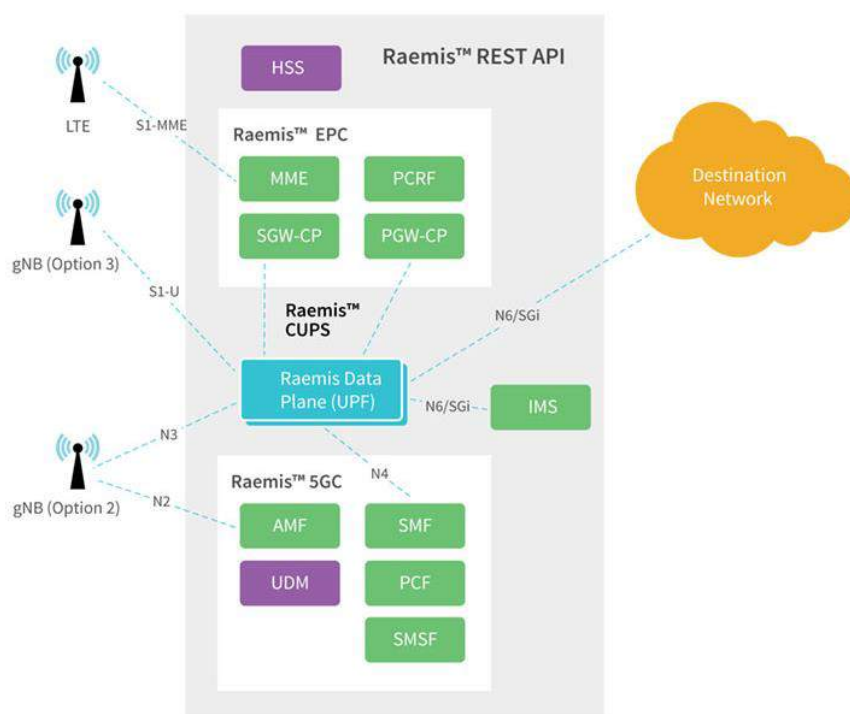 Raemis™ REST API
HSS
LTE
S1-MME
Raemis™ EPC
MME
PCRF
SGW-CP
PGW-CP
Destination
Network
gNB (Option 3)
S1-U
Raemis™
CUPS
N6/SGi
Raemis Data
Plane (UPF)
N6/SGi
IMS
N3
gNB (Option 2)
N2
N4
Raemis™ 5GC
AMF
SMF
UDM
PCF
SMSF